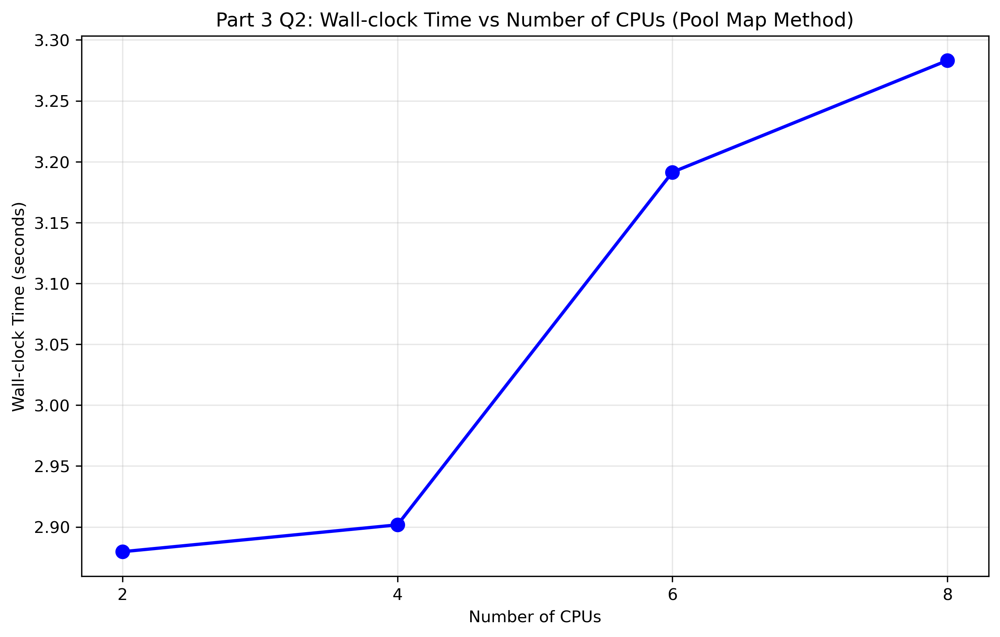 Part 3 Q2: Wall-clock Time vs Number of CPUs (Pool Map Method)
Wall-clock Time (seconds)
3.30
3.25
3.20
3.15
3.10
3.05
3.00
2.95
2.90
2 4 6 8
Number of CPUs